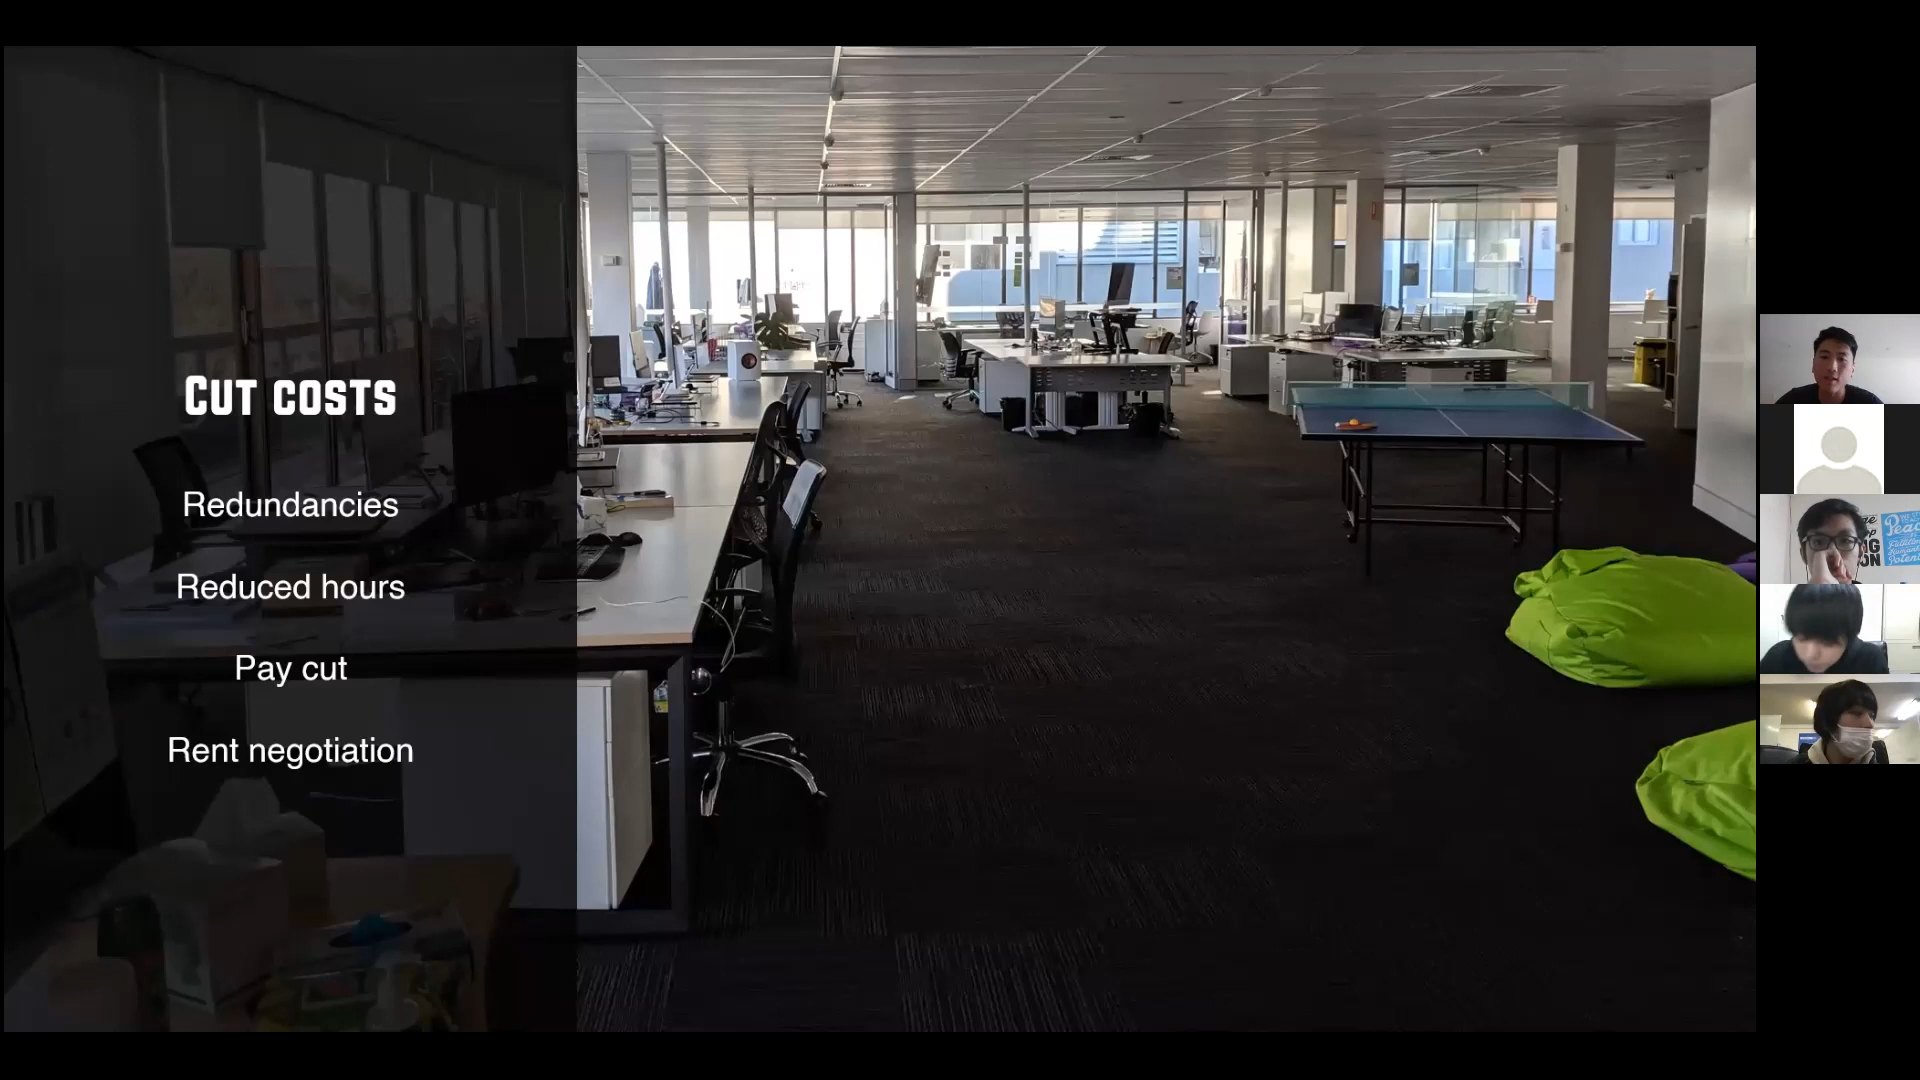 Cut costs
Redundancies
Reduced hours
Pay cut
Rent negotiation